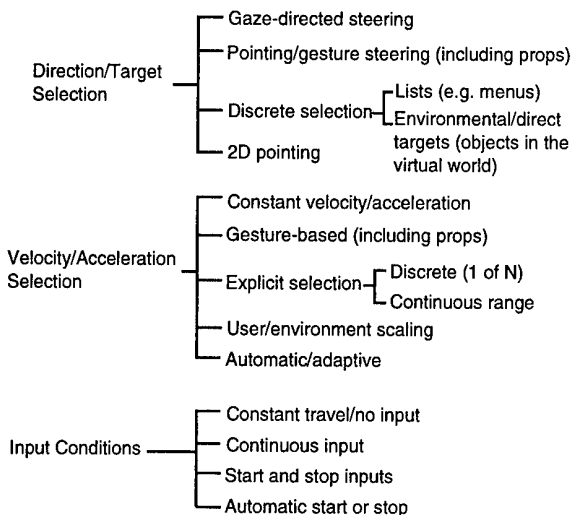 Gaze-directed steering
Pointing/gesture steering (including props)
Direction/Target
Selection
Discrete selection
Lists (e.g. menus)
Environmental/direct
targets (objects in the
virtual world)
2D pointing
Constant velocity/acceleration
Gesture-based (including props)
Velocity/Acceleration
Selection
Explicit selection
Discrete (1 of N)
Continuous range
User/environment scaling
Automatic/adaptive
Constant travel/no input
Input Conditions
Continuous input
Start and stop inputs
Automatic start or stop